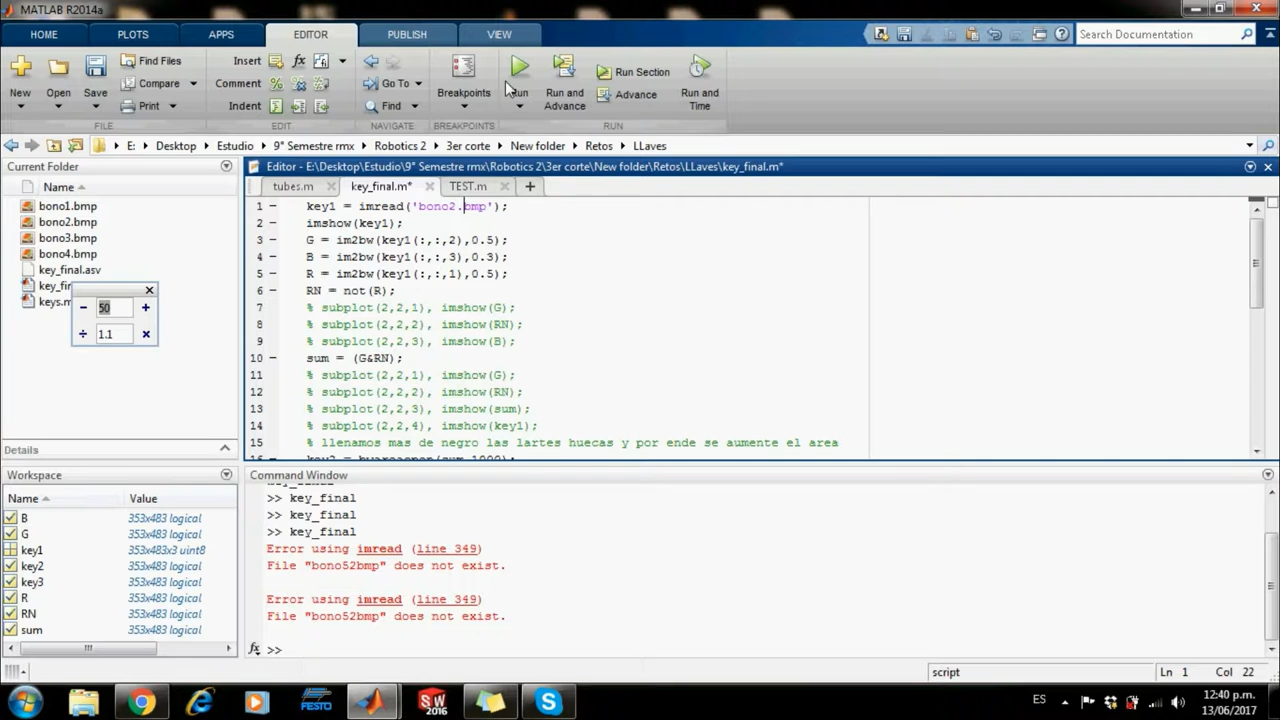 MATLAB R2014a
HOME PLOTS APPS EDITOR PUBLISH VIEW
Search Documentation
New Open Save
Find Files
Compare
Print
FILE
Insert fx
Comment
Indent
EDIT
Go To
Find
NAVIGATE
Breakpoints
BREAKPOINTS
Run
Run and Advance
Run Section
Advance
Run and Time
RUN
E: Desktop Estudio 9° Semestre rmx Robotics 2 3er corte New folder Retos LLaves
Current Folder
Name
bono1.bmp
bono2.bmp
bono3.bmp
bono4.bmp
key_final.asv
key_fin
keys.m
50
1.1
Details
Workspace
Name Value
B 353x483 logical
G 353x483 logical
key1 353x483x3 uint8
key2 353x483 logical
key3 353x483 logical
R 353x483 logical
RN 353x483 logical
sum 353x483 logical
Editor - E:\Desktop\Estudio\9° Semestre rmx\Robotics 2\3er corte\New folder\Retos\LLaves\key_final.m*
tubes.m key_final.m* TEST.m
1 key1 = imread('bono2.bmp');
2 imshow(key1);
3 G = im2bw(key1(:,:,2),0.5);
4 B = im2bw(key1(:,:,3),0.3);
5 R = im2bw(key1(:,:,1),0.5);
6 RN = not(R);
7 % subplot(2,2,1), imshow(G);
8 % subplot(2,2,2), imshow(RN);
9 % subplot(2,2,3), imshow(B);
10 sum = (G&RN);
11 % subplot(2,2,1), imshow(G);
12 % subplot(2,2,2), imshow(RN);
13 % subplot(2,2,3), imshow(sum);
14 % subplot(2,2,4), imshow(key1);
15 % llenamos mas de negro las lartes huecas y por ende se aumente el area
16 key2 = bwareaopen(sum,1000);
Command Window
key_final
>> key_final
>> key_final
>> key_final
Error using imread (line 349)
File "bono52bmp" does not exist.
Error using imread (line 349)
File "bono52bmp" does not exist.
fx >>
script Ln 1 Col 22
FESTO
SW 2016
ES
12:40 p.m.
13/06/2017